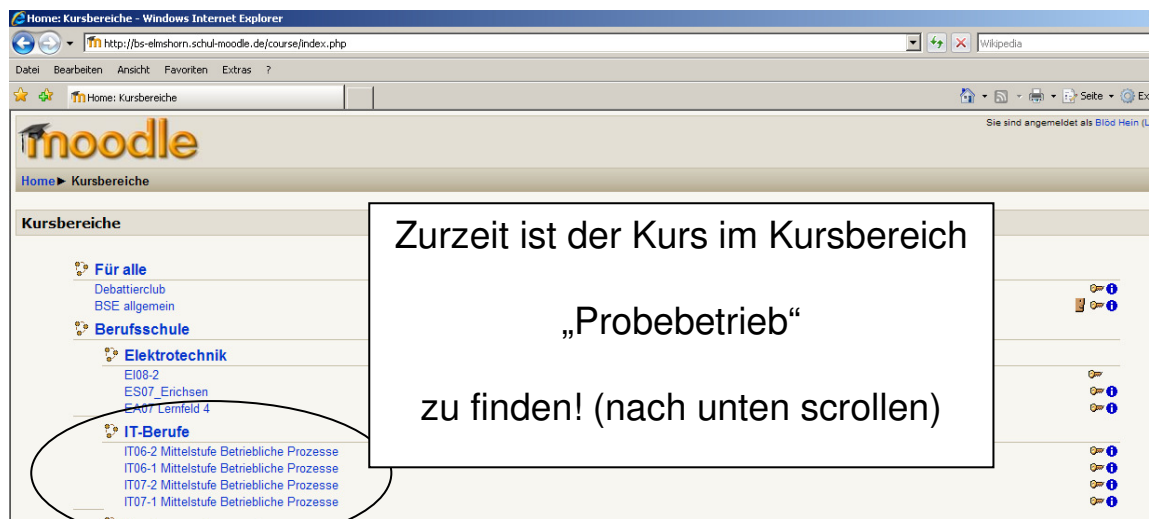 Home: Kursbereiche - Windows Internet Explorer
http://bs-elmshorn.schul-moodle.de/course/index.php
Wikipedia
Datei Bearbeiten Ansicht Favoriten Extras ?
Home: Kursbereiche
Seite
moodle
Sie sind angemeldet als Blöd Hein
Home► Kursbereiche
Kursbereiche
Für alle
Debattierclub
BSE allgemein
Berufsschule
Elektrotechnik
EI08-2
ES07_Erichsen
EA07 Lernfeld 4
IT-Berufe
IT06-2 Mittelstufe Betriebliche Prozesse
IT06-1 Mittelstufe Betriebliche Prozesse
IT07-2 Mittelstufe Betriebliche Prozesse
IT07-1 Mittelstufe Betriebliche Prozesse
Zurzeit ist der Kurs im Kursbereich
„Probebetrieb“
zu finden! (nach unten scrollen)